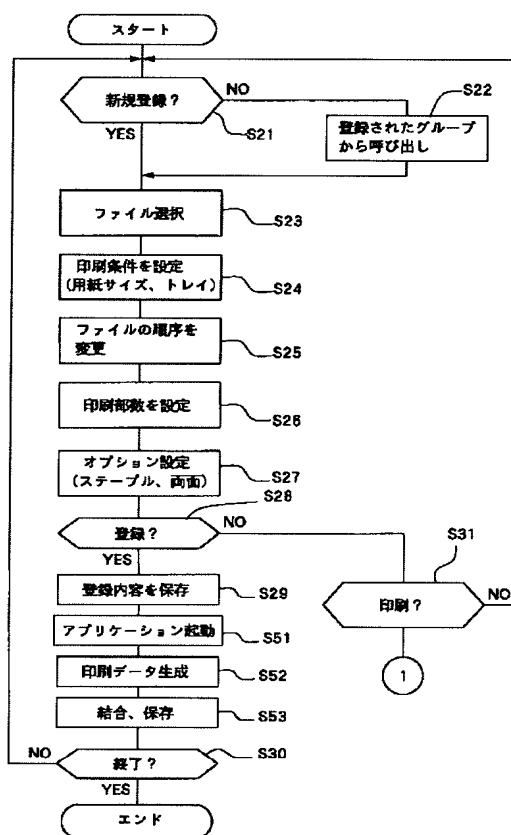 スタート
新規登録？
NO
S22
YES
S21
登録されたグループ
から呼び出し
ファイル選択
S23
印刷条件を設定
(用紙サイズ、トレイ)
S24
ファイルの順序を
変更
S25
印刷部数を設定
S26
オプション設定
(ステープル、両面)
S27
S28
登録？
NO
YES
S31
登録内容を保存
S29
印刷？
NO
アプリケーション起動
S51
印刷データ生成
S52
1
結合、保存
S53
NO
終了？
S30
YES
エンド